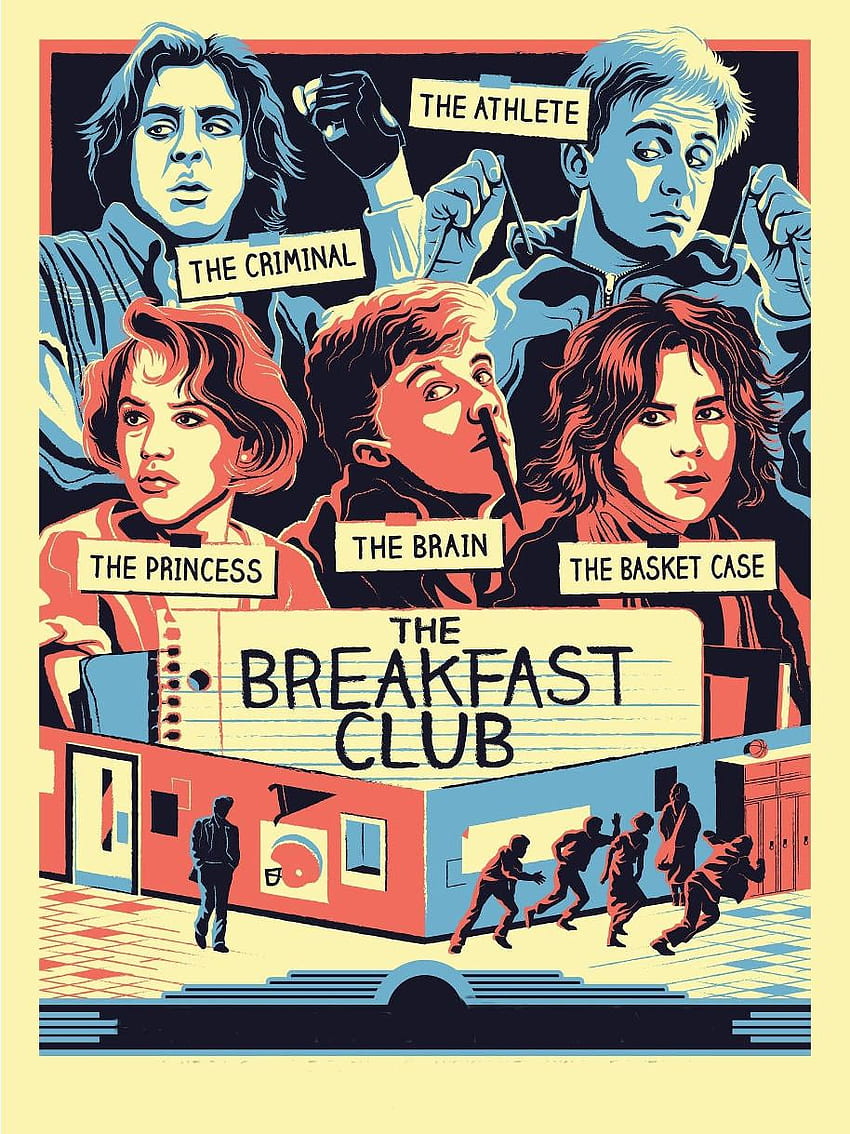 THE ATHLETE
THE CRIMINAL
THE PRINCESS
THE BRAIN
THE BASKET CASE
THE
BREAKFAST
CLUB